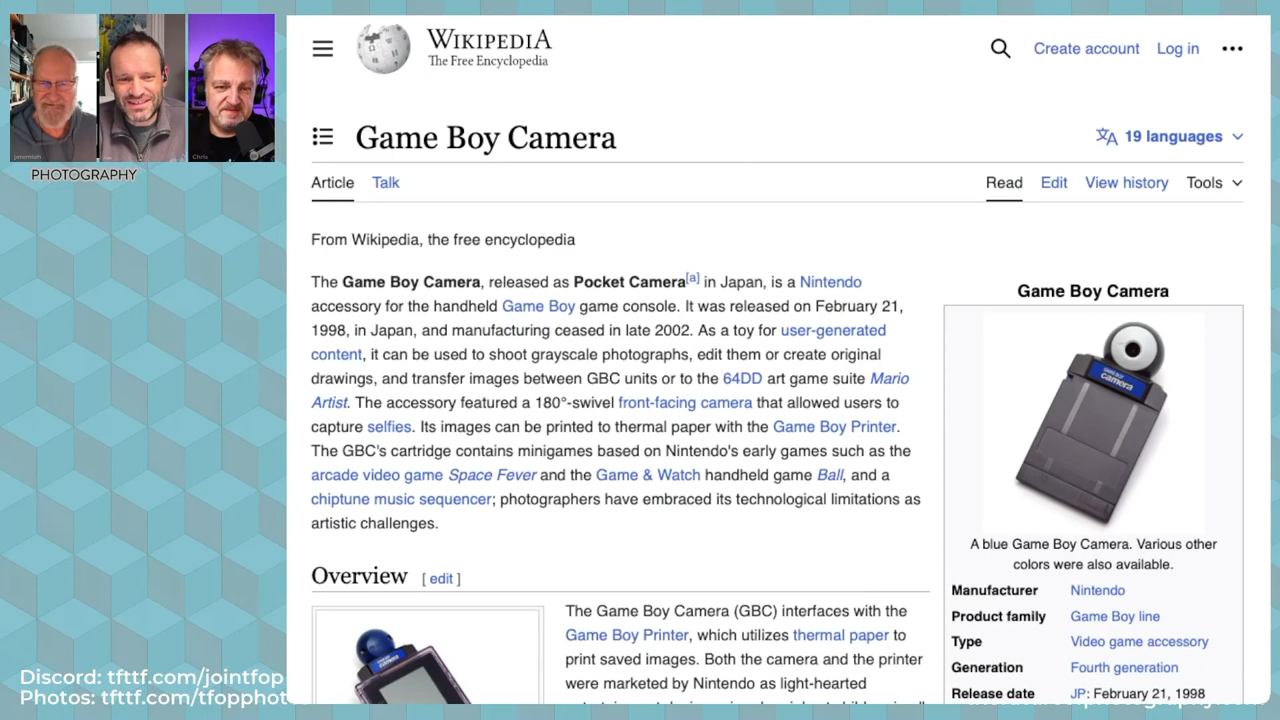 jeremiah
Chris
PHOTOGRAPHY
WIKIPEDIA
The Free Encyclopedia
Create account
Log in
Game Boy Camera
19 languages
Article
Talk
Read
Edit
View history
Tools
From Wikipedia, the free encyclopedia
The Game Boy Camera, released as Pocket Camera[a] in Japan, is a Nintendo
accessory for the handheld Game Boy game console. It was released on February 21,
1998, in Japan, and manufacturing ceased in late 2002. As a toy for user-generated
content, it can be used to shoot grayscale photographs, edit them or create original
drawings, and transfer images between GBC units or to the 64DD art game suite Mario
Artist. The accessory featured a 180°-swivel front-facing camera that allowed users to
capture selfies. Its images can be printed to thermal paper with the Game Boy Printer.
The GBC's cartridge contains minigames based on Nintendo's early games such as the
arcade video game Space Fever and the Game & Watch handheld game Ball, and a
chiptune music sequencer; photographers have embraced its technological limitations as
artistic challenges.
Game Boy Camera
GAME BOY
camera
A blue Game Boy Camera. Various other
colors were also available.
Manufacturer Nintendo
Product family Game Boy line
Type Video game accessory
Generation Fourth generation
Release date JP: February 21, 1998
Overview [ edit ]
The Game Boy Camera (GBC) interfaces with the
Game Boy Printer, which utilizes thermal paper to
print saved images. Both the camera and the printer
were marketed by Nintendo as light-hearted
camera
Discord: tfttf.com/jointfop
Photos: tfttf.com/tfopphot